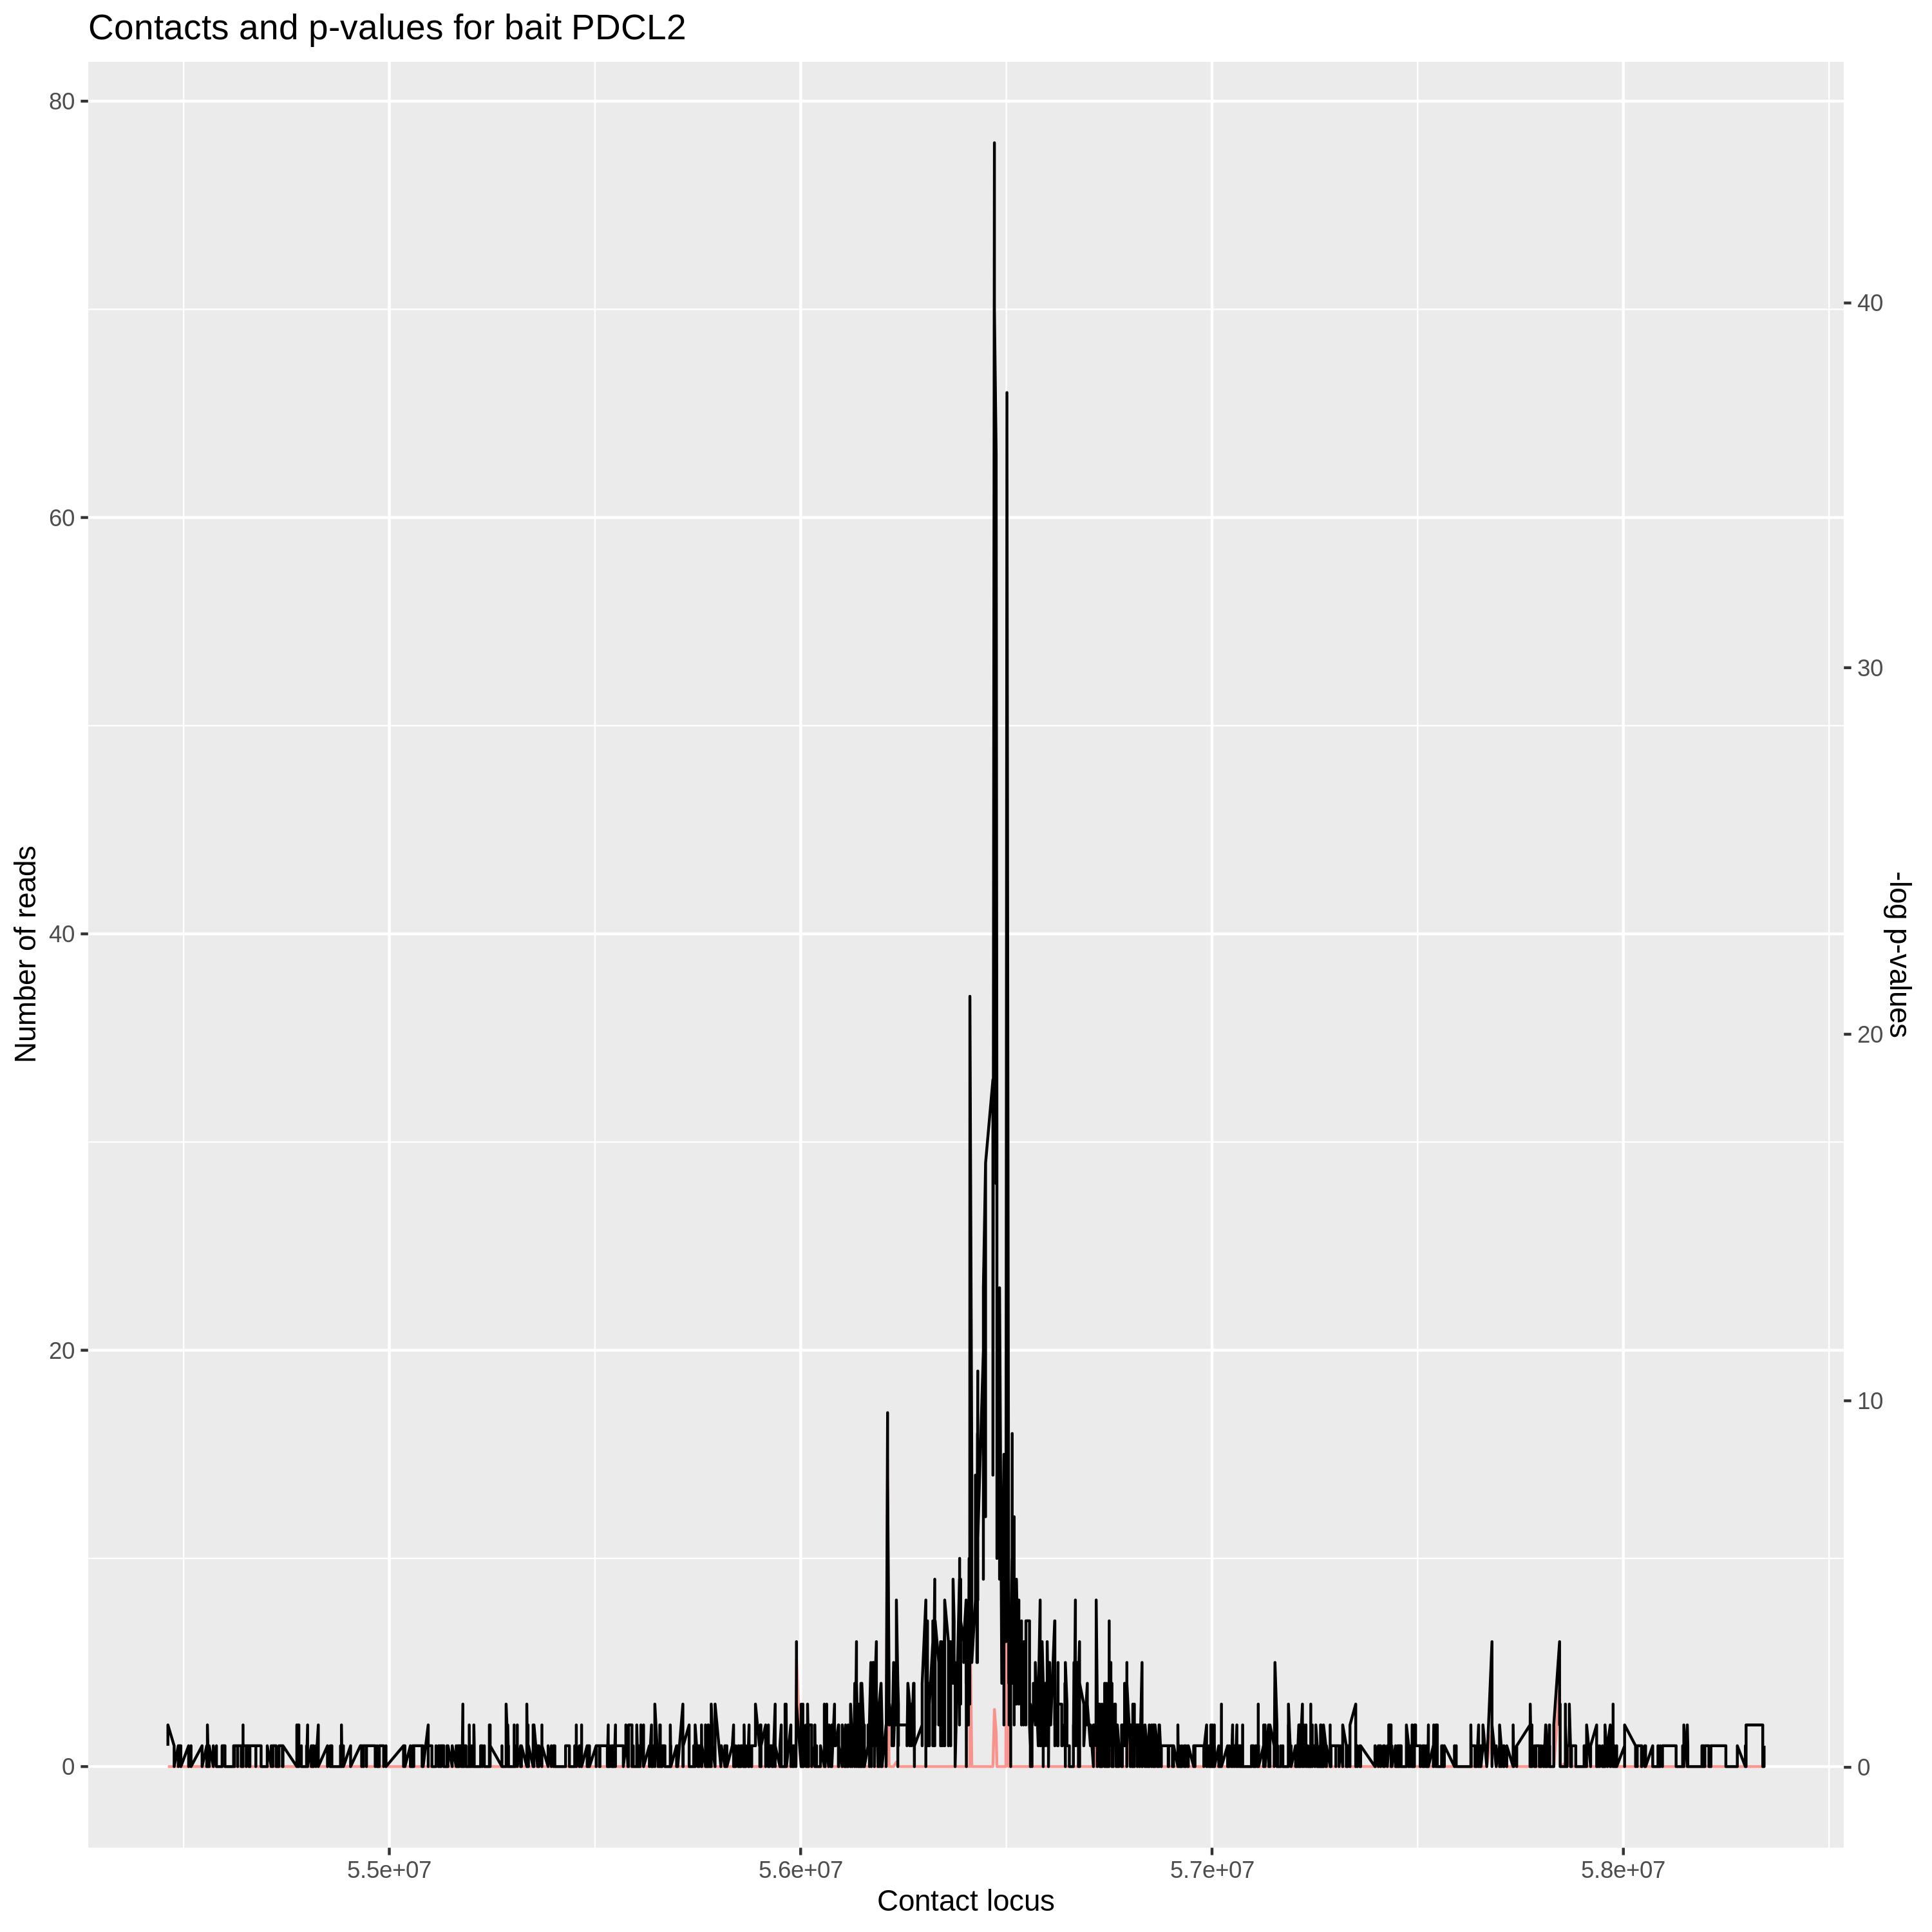 Contacts and p-values for bait PDCL2
80
60
40
20
0
Number of reads
40
30
20
10
0
-log p-values
5.5e+07
5.6e+07
5.7e+07
5.8e+07
Contact locus